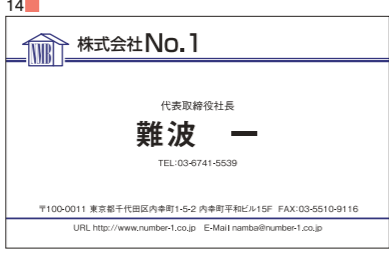 14
NB
株式会社No.1
代表取締役社長
難波　一
TEL:03-6741-5539
〒100-0011 東京都千代田区内幸町1-5-2 内幸町平和ビル15F FAX:03-5510-9116
URL http://www.number-1.co.jp E-Mail namba@number-1.co.jp